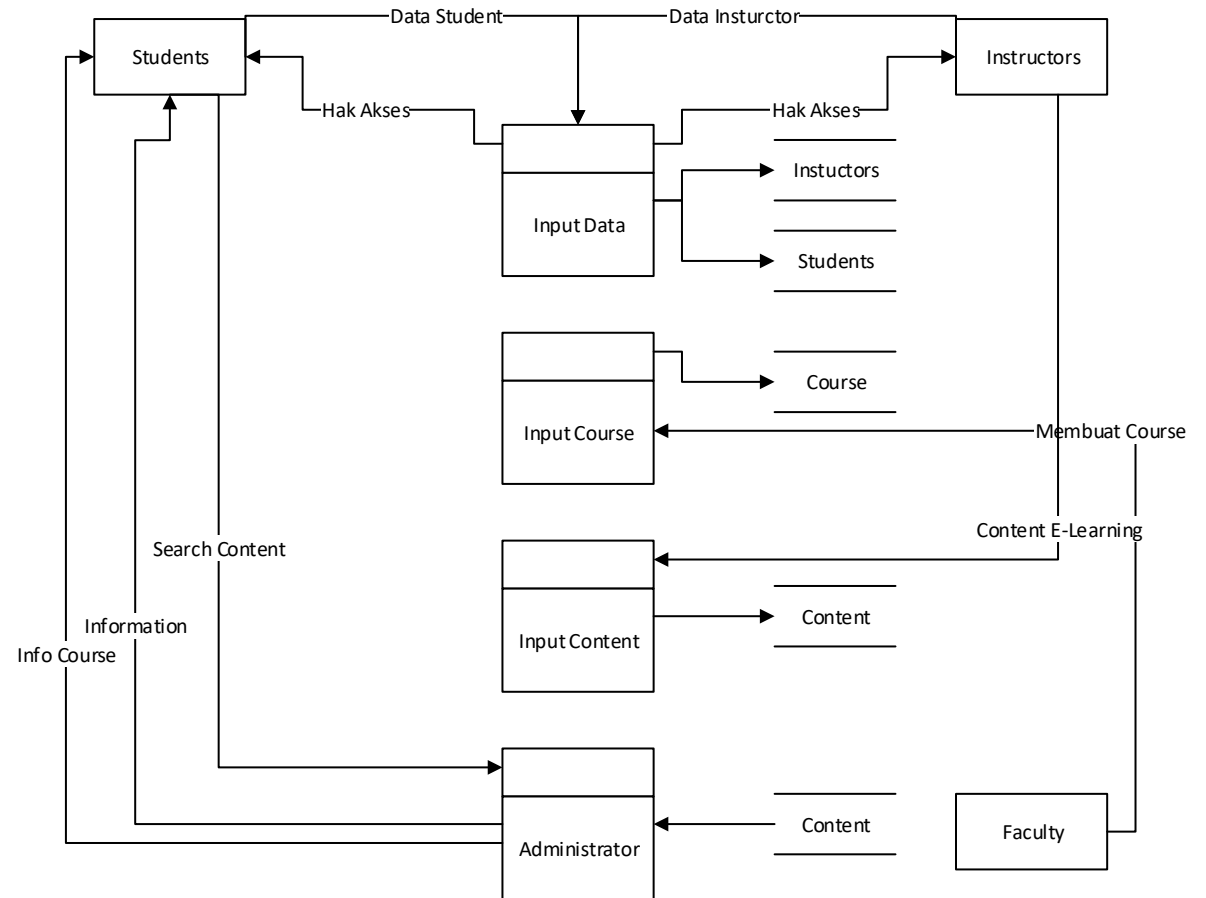 Data Student
Data Insturctor
Students
Instructors
Hak Akses
Hak Akses
Instuctors
Input Data
Students
Course
Input Course
Membuat Course
Content E-Learning
Search Content
Content
Information
Input Content
Info Course
Content
Faculty
Administrator